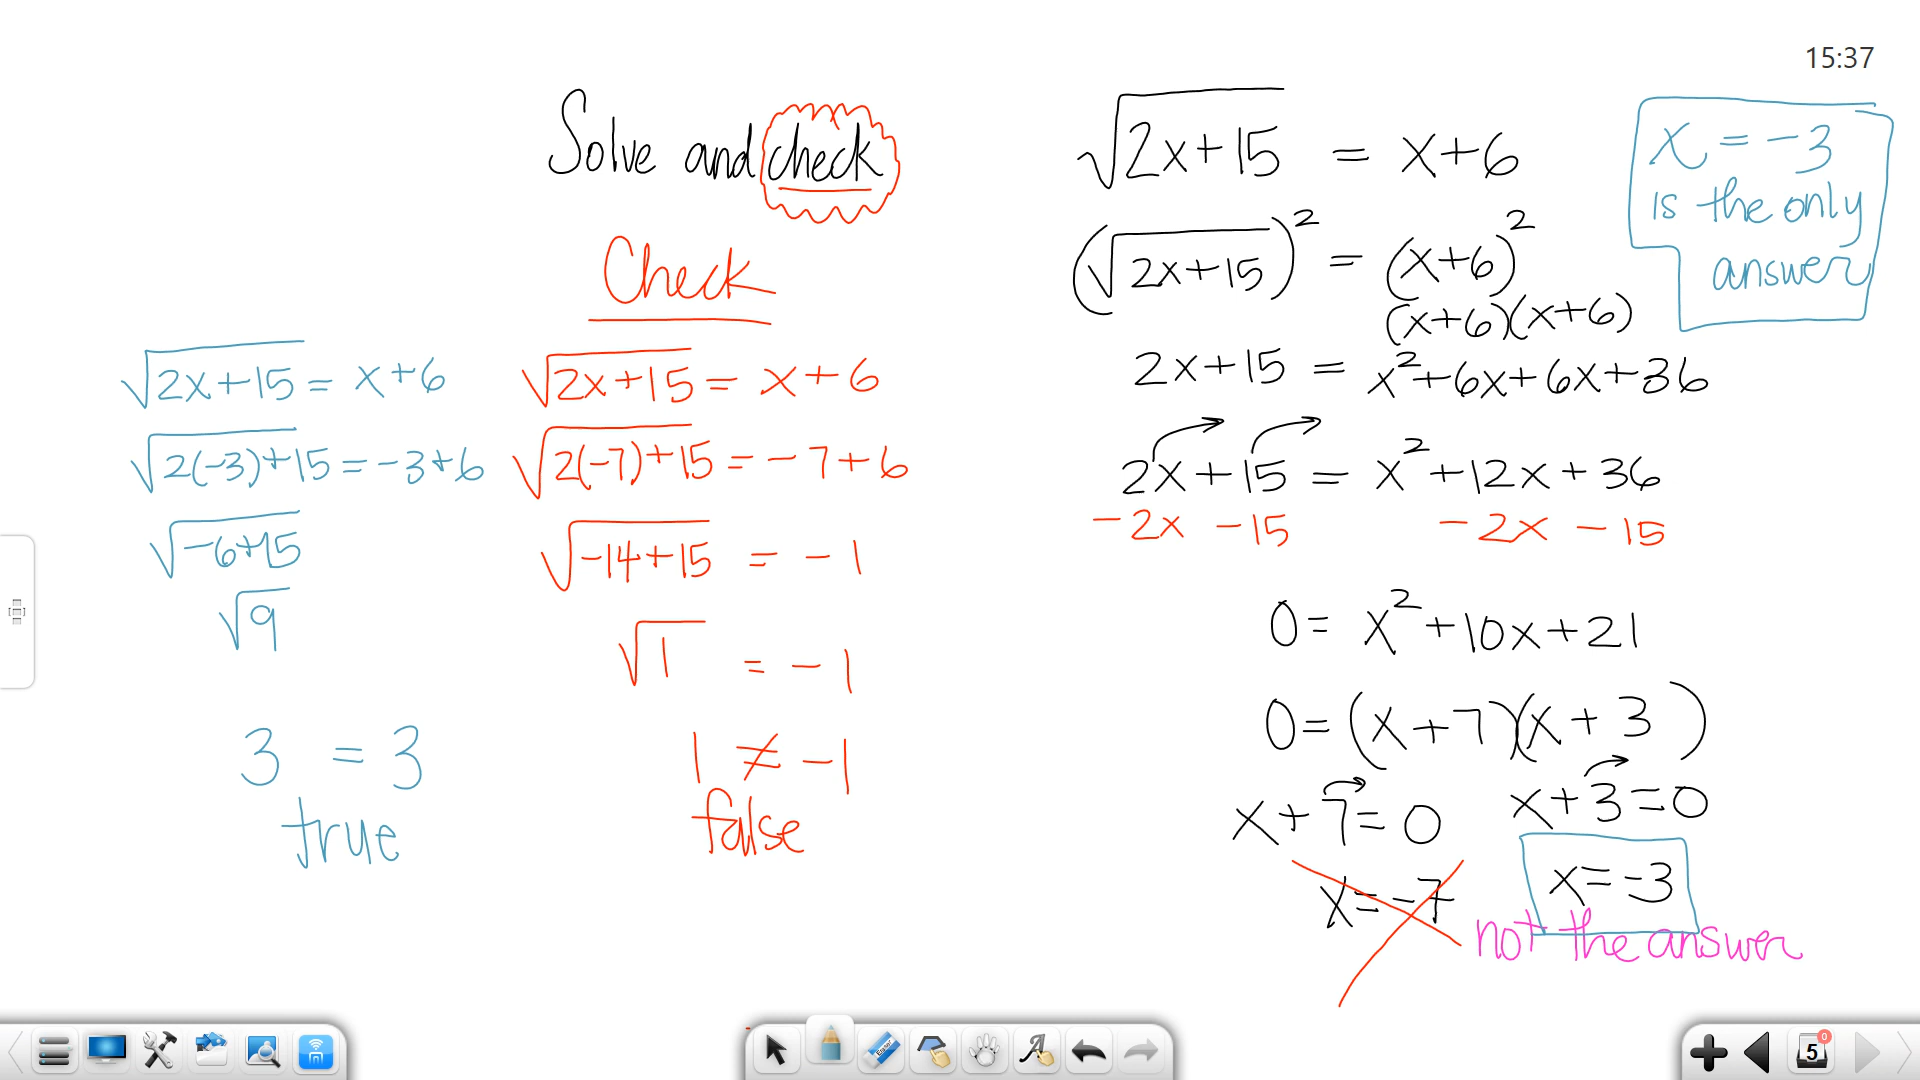 15:37
Solve and check
Check
√2x+15 = x+6
√2(-3)+15 = -3+6
√-6+15
√9
3 = 3
true
√2x+15 = x+6
√2(-7)+15 = -7+6
√-14+15 = -1
√1 = -1
1 ≠ -1
false
√2x+15 = x+6
(√2x+15)² = (x+6)²
(x+6)(x+6)
2x+15 = x²+6x+6x+36
2x+15 = x²+12x+36
-2x -15 -2x -15
0 = x²+10x+21
0=(x+7)(x+3)
x+7=0 x+3=0
x=-7 x=-3
not the answer
x = -3
is the only
answer
Eraser
A
5
0